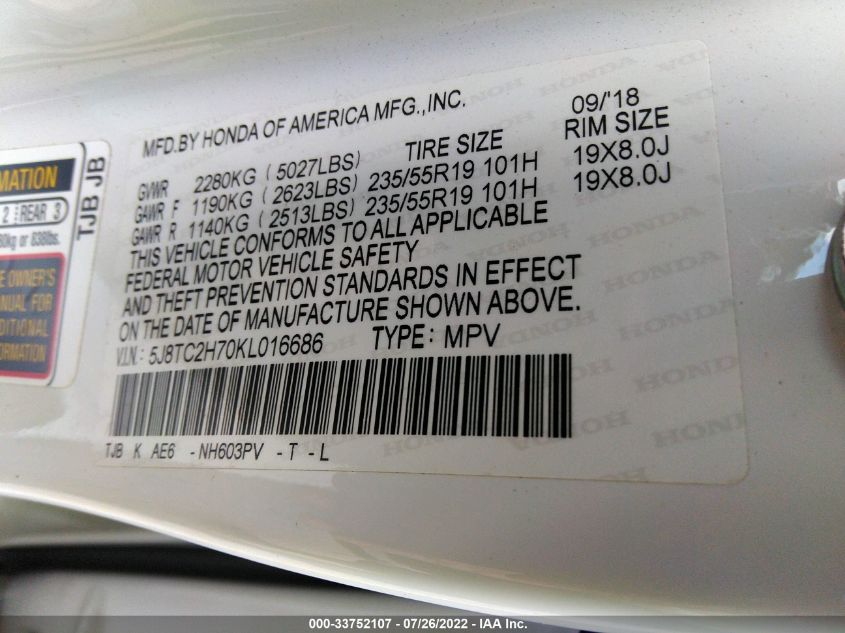 MFD.BY HONDA OF AMERICA MFG.,INC. 09/'18
TIRE SIZE RIM SIZE
GVWR 2280KG (5027LBS)
GAWR F 1190KG (2623LBS) 235/55R19 101H 19X8.0J
GAWR R 1140KG (2513LBS) 235/55R19 101H 19X8.0J
THIS VEHICLE CONFORMS TO ALL APPLICABLE
FEDERAL MOTOR VEHICLE SAFETY
AND THEFT PREVENTION STANDARDS IN EFFECT
ON THE DATE OF MANUFACTURE SHOWN ABOVE.
V.I.N.: 5J8TC2H70KL016686 TYPE: MPV
TJB K AE6 -NH603PV -T -L
TJB JB
MATION
2 REAR 3
or 838lbs.
OWNER'S
FOR
INFORMATION
HONDA
000-33752107 - 07/26/2022 - IAA Inc.